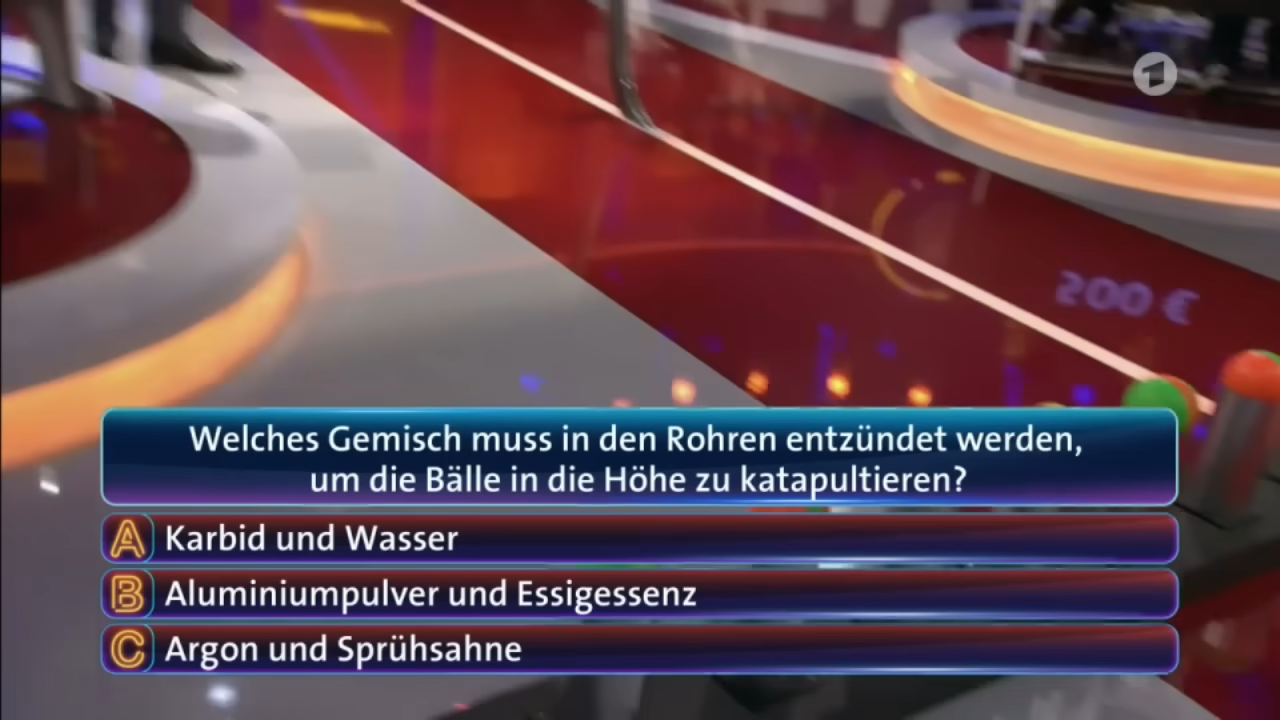 1
200 €
Welches Gemisch muss in den Rohren entzündet werden,
um die Bälle in die Höhe zu katapultieren?
A Karbid und Wasser
B Aluminiumpulver und Essigessenz
C Argon und Sprühsahne